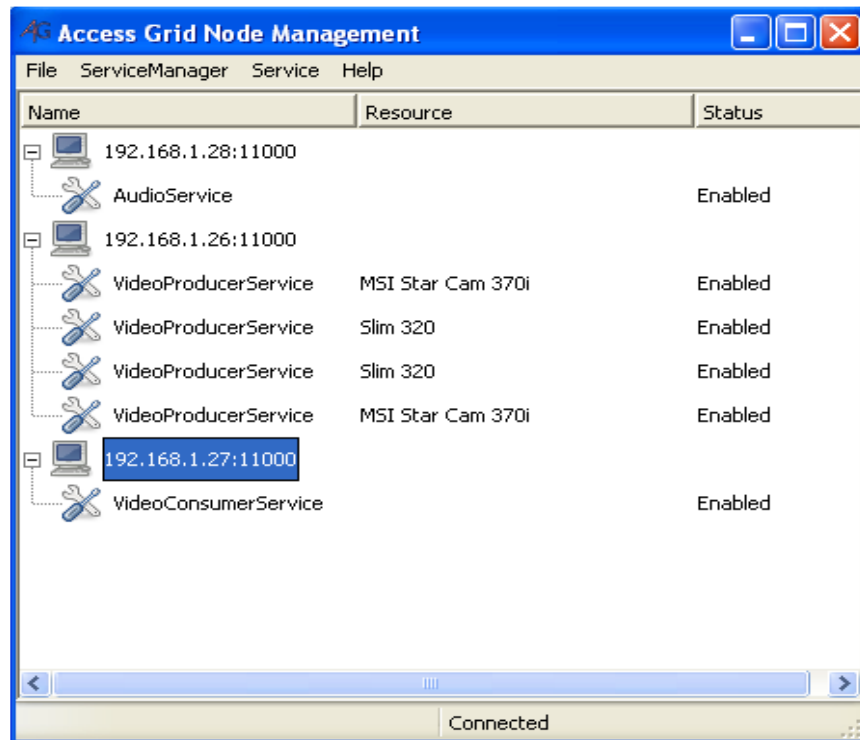 Access Grid Node Management
File ServiceManager Service Help
Name Resource Status
192.168.1.28:11000
AudioService Enabled
192.168.1.26:11000
VideoProducerService MSI Star Cam 370i Enabled
VideoProducerService Slim 320 Enabled
VideoProducerService Slim 320 Enabled
VideoProducerService MSI Star Cam 370i Enabled
192.168.1.27:11000
VideoConsumerService Enabled
Connected